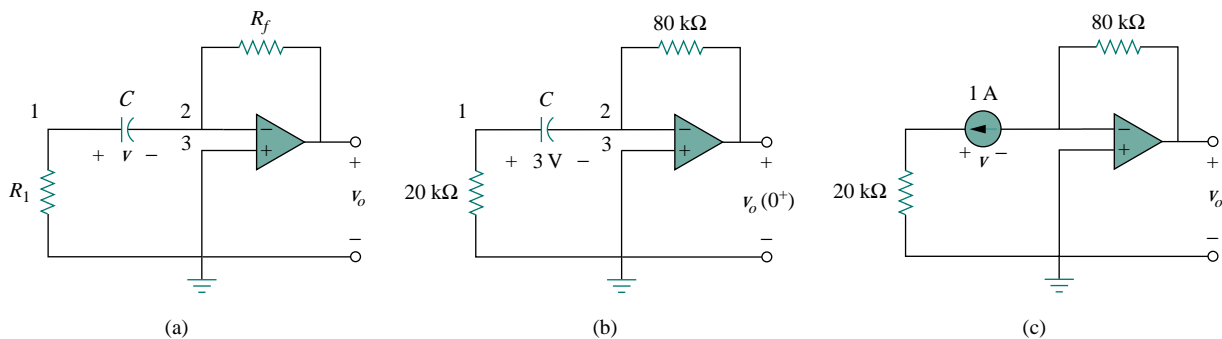 R_f
1
C
2
3
−
+
+ v −
R_1
+
v_o
−
(a)
80 kΩ
1
C
2
3
−
+
+ 3 V −
20 kΩ
+
v_o (0⁺)
−
(b)
80 kΩ
1 A
−
+
+ v −
20 kΩ
+
v_o
−
(c)